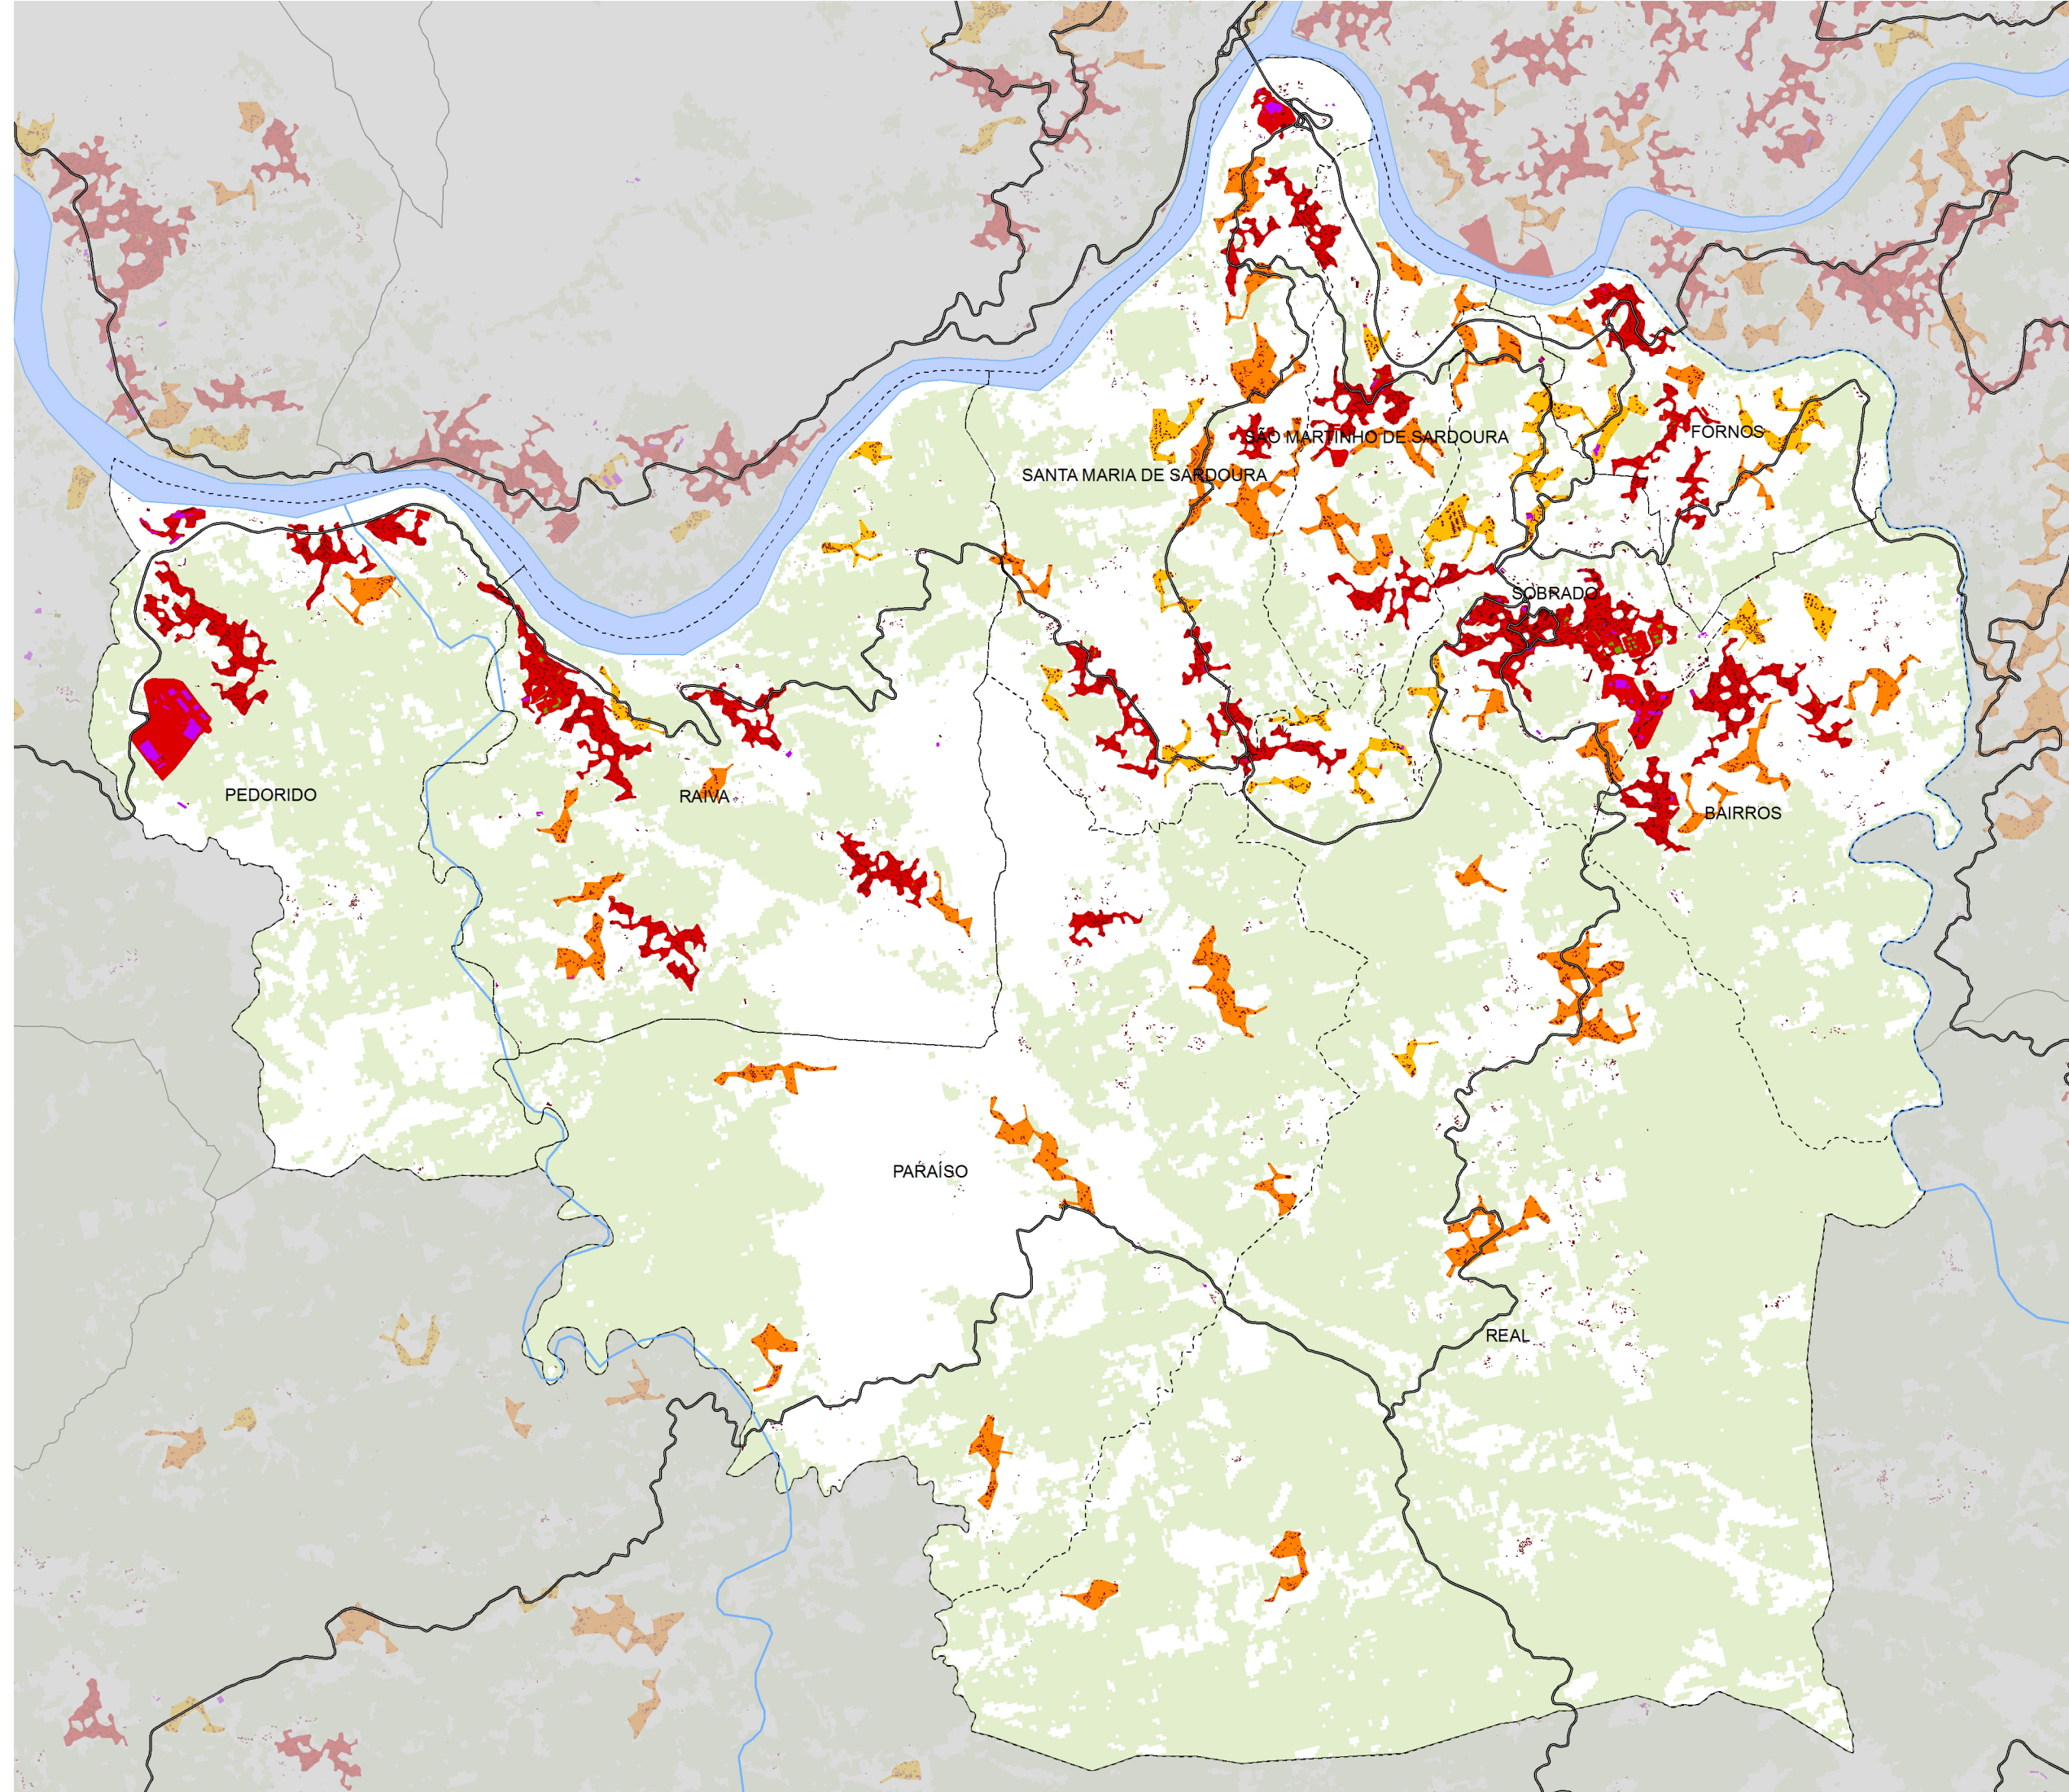 FORNOS
SÃO MARTINHO DE SARDOURA
SANTA MARIA DE SARDOURA
SOBRADO
PEDORIDO
RAIVA
BAIRROS
PARAÍSO
REAL